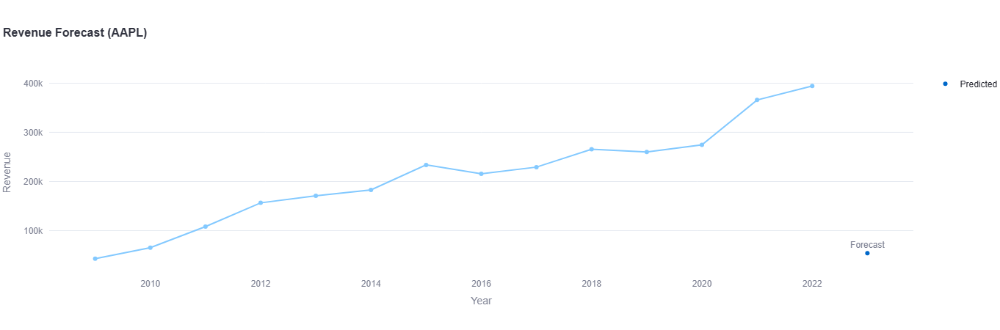 Revenue Forecast (AAPL)
400k
300k
200k
100k
Revenue
Predicted
Forecast
2010 2012 2014 2016 2018 2020 2022
Year